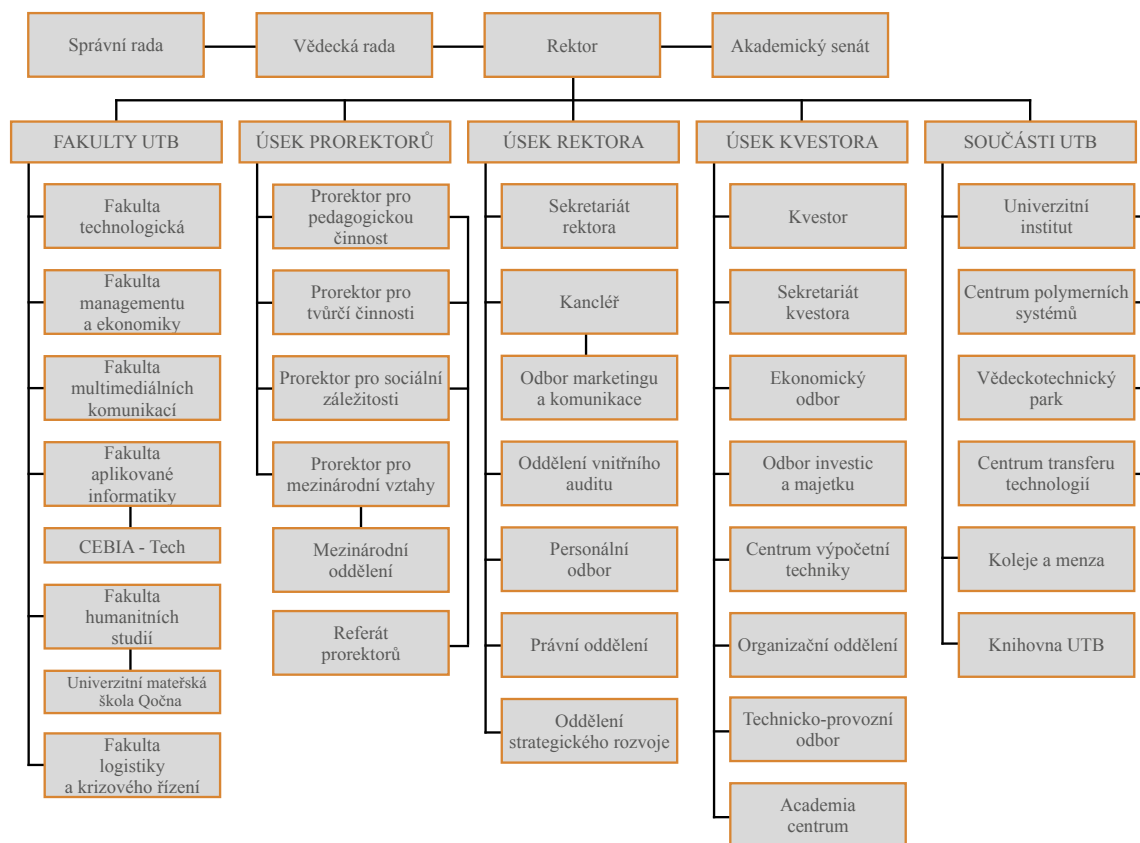 Správní rada
Vědecká rada
Rektor
Akademický senát
FAKULTY UTB
Fakulta
technologická
Fakulta
managementu
a ekonomiky
Fakulta
multimediálních
komunikací
Fakulta
aplikované
informatiky
CEBIA - Tech
Fakulta
humanitních
studií
Univerzitní mateřská
škola Qočna
Fakulta
logistiky
a krizového řízení
ÚSEK PROREKTORŮ
Prorektor pro
pedagogickou
činnost
Prorektor pro
tvůrčí činnosti
Prorektor pro sociální
záležitosti
Prorektor pro
mezinárodní vztahy
Mezinárodní
oddělení
Referát
prorektorů
ÚSEK REKTORA
Sekretariát
rektora
Kancléř
Odbor marketingu
a komunikace
Oddělení vnitřního
auditu
Personální
odbor
Právní oddělení
Oddělení
strategického rozvoje
ÚSEK KVESTORA
Kvestor
Sekretariát
kvestora
Ekonomický
odbor
Odbor investic
a majetku
Centrum výpočetní
techniky
Organizační oddělení
Technicko-provozní
odbor
Academia
centrum
SOUČÁSTI UTB
Univerzitní
institut
Centrum polymerních
systémů
Vědeckotechnický
park
Centrum transferu
technologií
Koleje a menza
Knihovna UTB